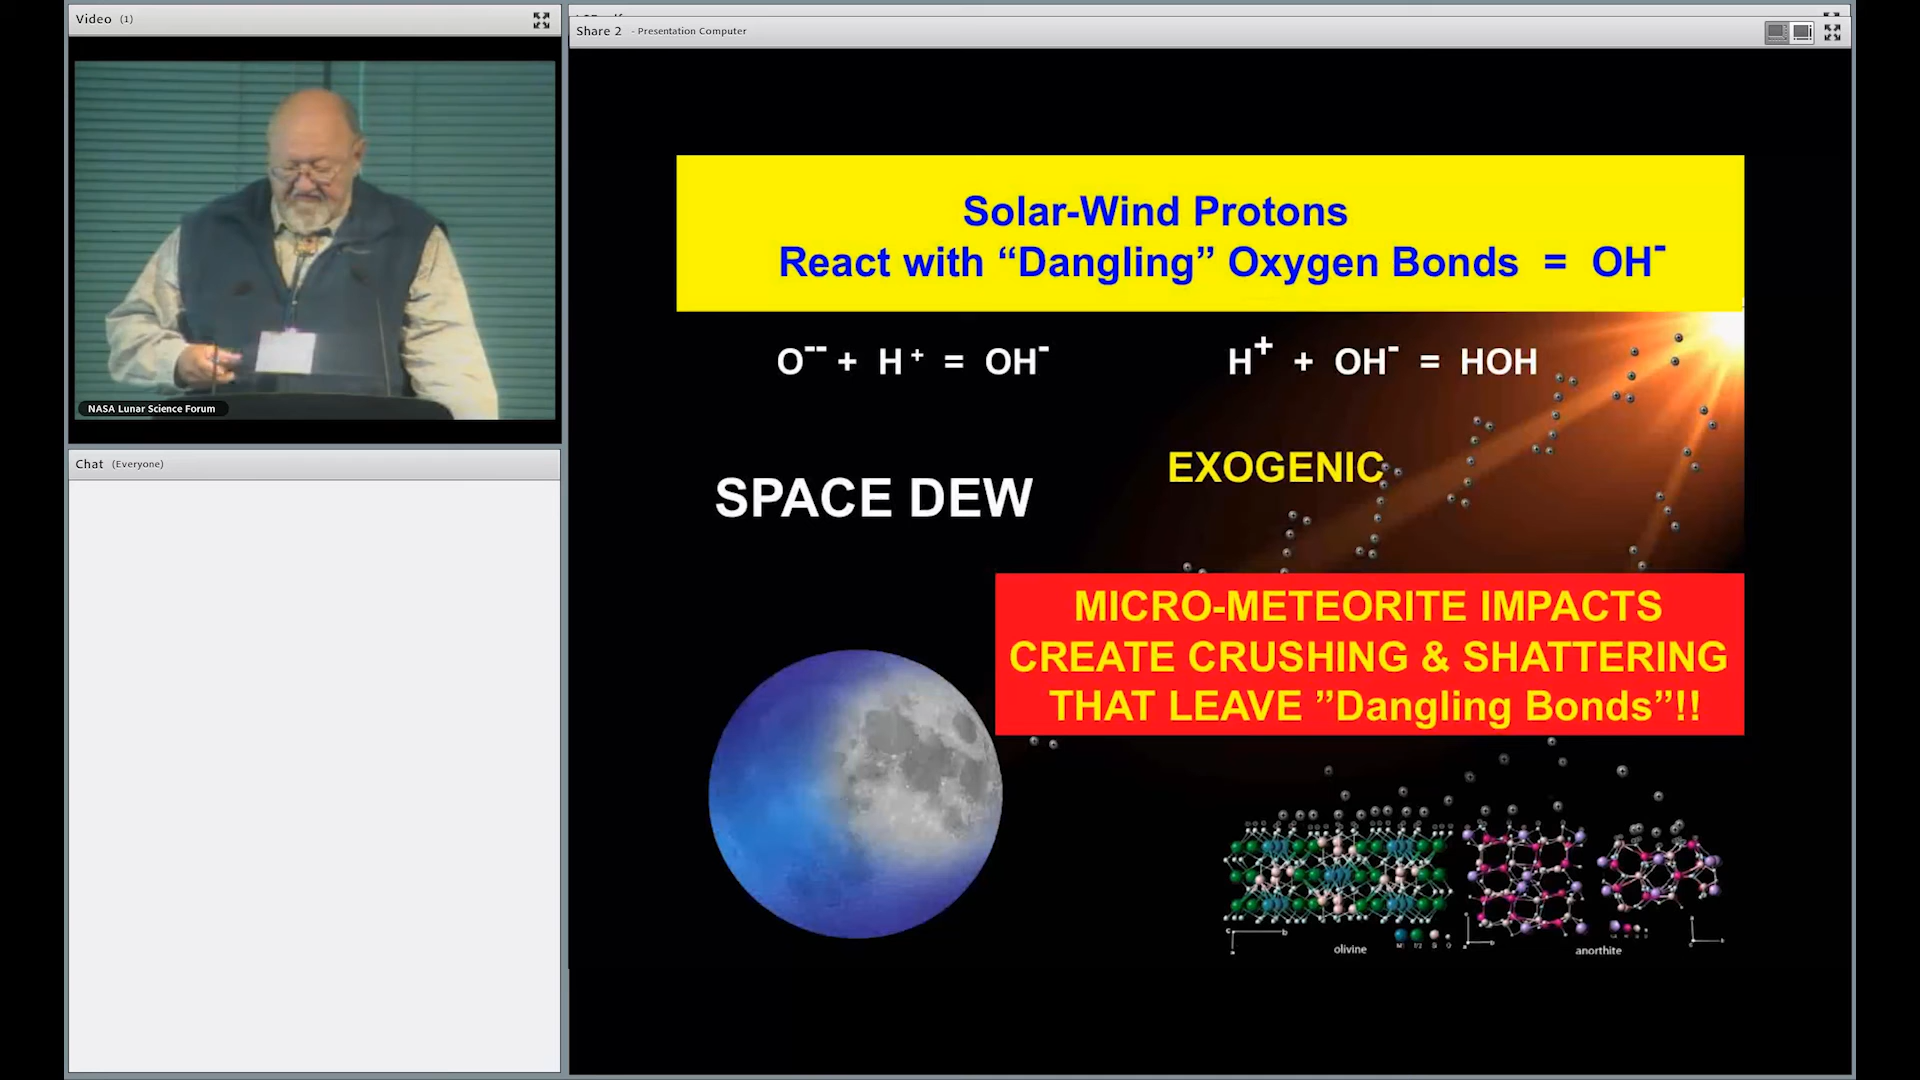 Video (1)
Share 2 - Presentation Computer
NASA Lunar Science Forum
Chat (Everyone)
Solar-Wind Protons
React with “Dangling” Oxygen Bonds = OH-
O-- + H+ = OH-
H+ + OH- = HOH
EXOGENIC
SPACE DEW
MICRO-METEORITE IMPACTS
CREATE CRUSHING & SHATTERING
THAT LEAVE ”Dangling Bonds”!!
olivine
anorthite